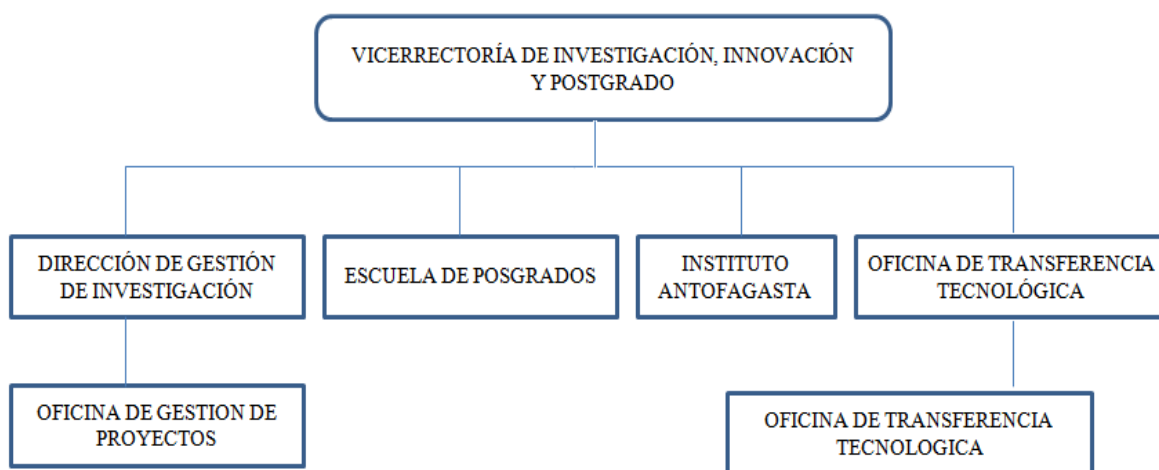 VICERRECTORÍA DE INVESTIGACIÓN, INNOVACIÓN
Y POSTGRADO
DIRECCIÓN DE GESTIÓN
DE INVESTIGACIÓN
ESCUELA DE POSGRADOS
INSTITUTO
ANTOFAGASTA
OFICINA DE TRANSFERENCIA
TECNOLÓGICA
OFICINA DE GESTION DE
PROYECTOS
OFICINA DE TRANSFERENCIA
TECNOLOGICA